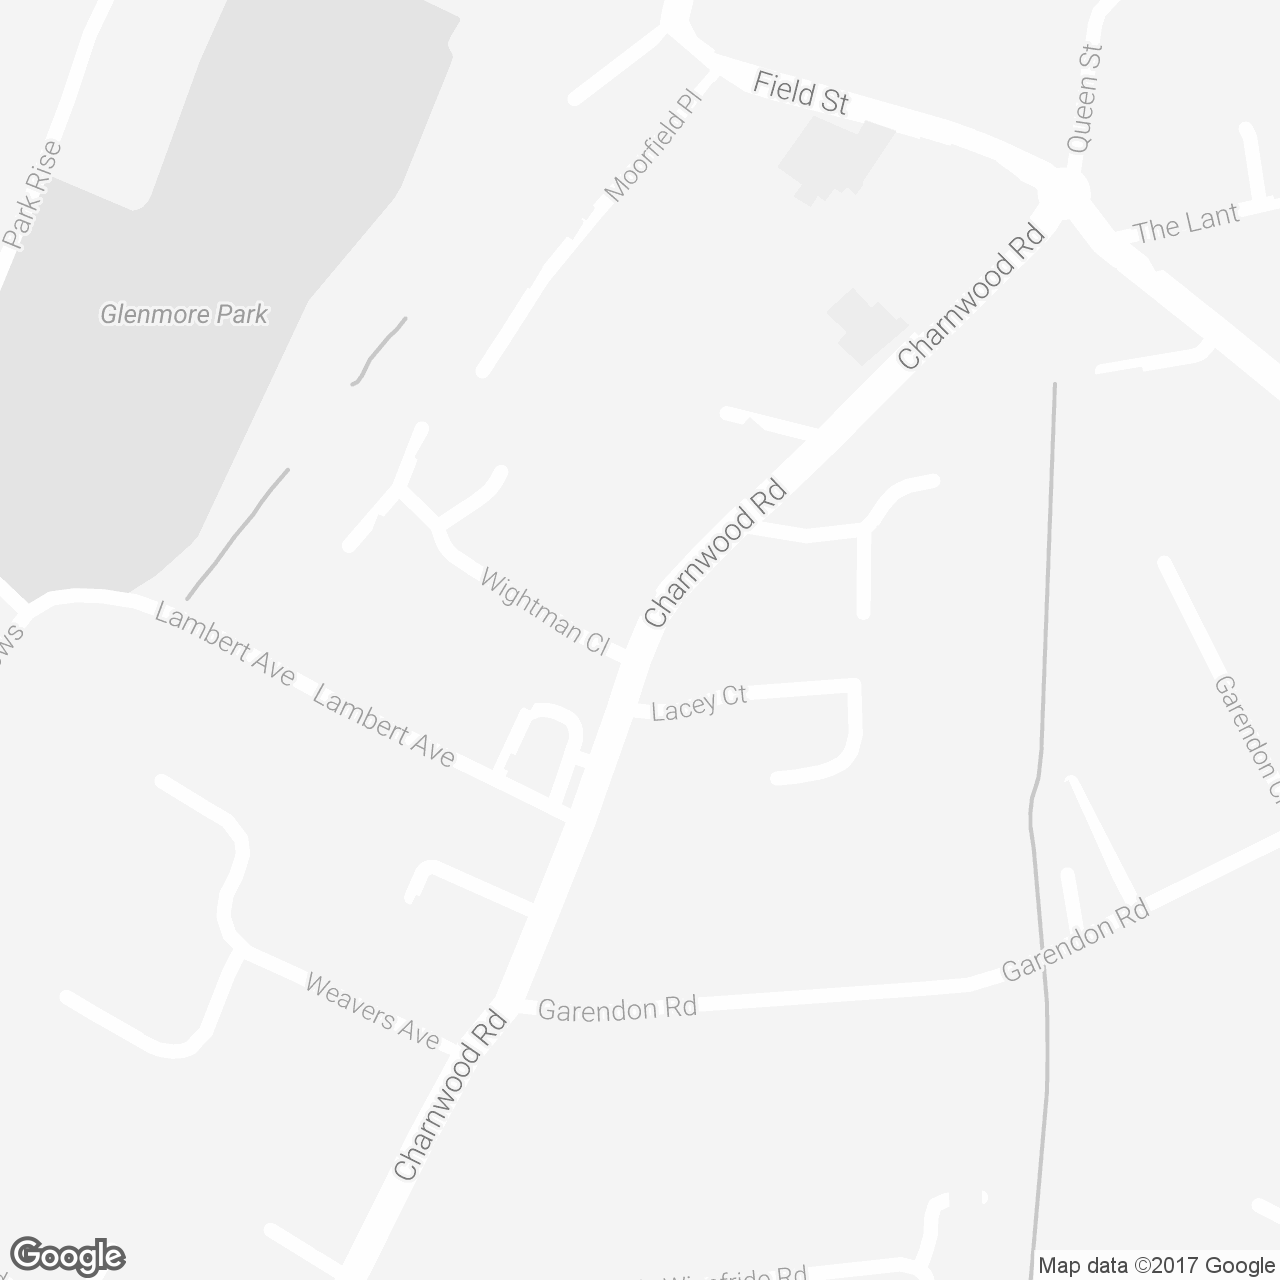 Field St
Queen St
Moorfield Pl
Park Rise
The Lant
Charnwood Rd
Glenmore Park
Charnwood Rd
Wightman Cl
Lambert Ave
Lambert Ave
Lacey Ct
Garendon
Garendon Rd
Weavers Ave
Garendon Rd
Charnwood Rd
Rd
Google
Map data ©2017 Google